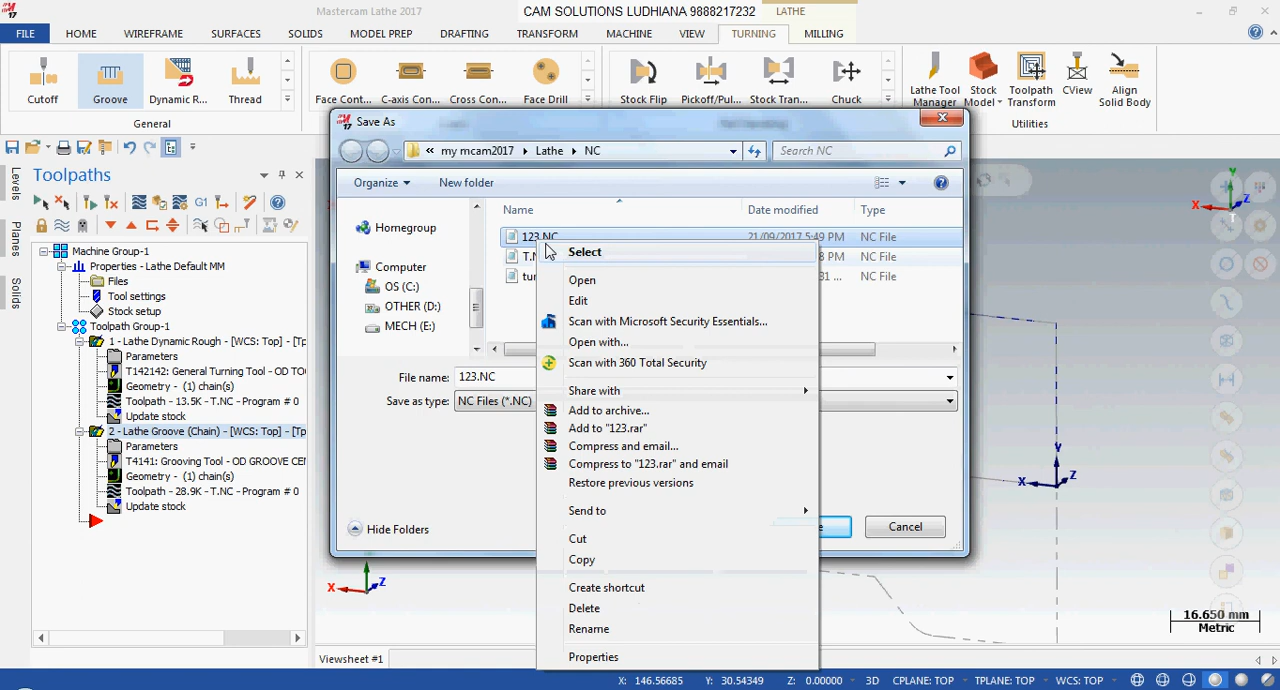 Mastercam Lathe 2017
CAM SOLUTIONS LUDHIANA 9888217232
LATHE
FILE HOME WIREFRAME SURFACES SOLIDS MODEL PREP DRAFTING TRANSFORM MACHINE VIEW TURNING MILLING
Cutoff Groove Dynamic R... Thread Face Cont... C-axis Con... Cross Con... Face Drill Stock Flip Pickoff/Pul... Stock Tran... Chuck
Lathe Tool Manager
Stock Model
Toolpath Transform
CView
Align Solid Body
General
Utilities
Save As
Levels
Planes
Solids
Toolpaths
G1
Machine Group-1
Properties - Lathe Default MM
Files
Tool settings
Stock setup
Toolpath Group-1
1 - Lathe Dynamic Rough - [WCS: Top] - [Tp
Parameters
T142142: General Turning Tool - OD TO
Geometry - (1) chain(s)
Toolpath - 13.5K - T.NC - Program # 0
Update stock
2 - Lathe Groove (Chain) - [WCS: Top] - [Tp
Parameters
T4141: Grooving Tool - OD GROOVE CEN
Geometry - (1) chain(s)
Toolpath - 28.9K - T.NC - Program # 0
Update stock
« my mcam2017 Lathe NC
Search NC
Organize New folder
Name Date modified Type
Homegroup
Computer
OS (C:)
OTHER (D:)
MECH (E:)
123.NC 21/09/2017 5:49 PM NC File
8 PM NC File
31 ... NC File
File name: 123.NC
Save as type: NC Files (*.NC)
Hide Folders
Cancel
Select
Open
Edit
Scan with Microsoft Security Essentials...
Open with...
Scan with 360 Total Security
Share with
Add to archive...
Add to "123.rar"
Compress and email...
Compress to "123.rar" and email
Restore previous versions
Send to
Cut
Copy
Create shortcut
Delete
Rename
Properties
Y
X Z
T
Y
X Z
X Z
16.650 mm
Metric
Viewsheet #1
X: 146.56685 Y: 30.54349 Z: 0.00000 3D CPLANE: TOP TPLANE: TOP WCS: TOP